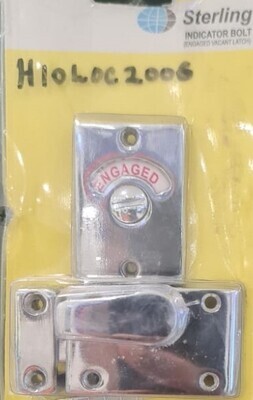 Sterling
INDICATOR BOLT
(ENGAGED VACANT LATCH)
H10LOC2006
ENGAGED